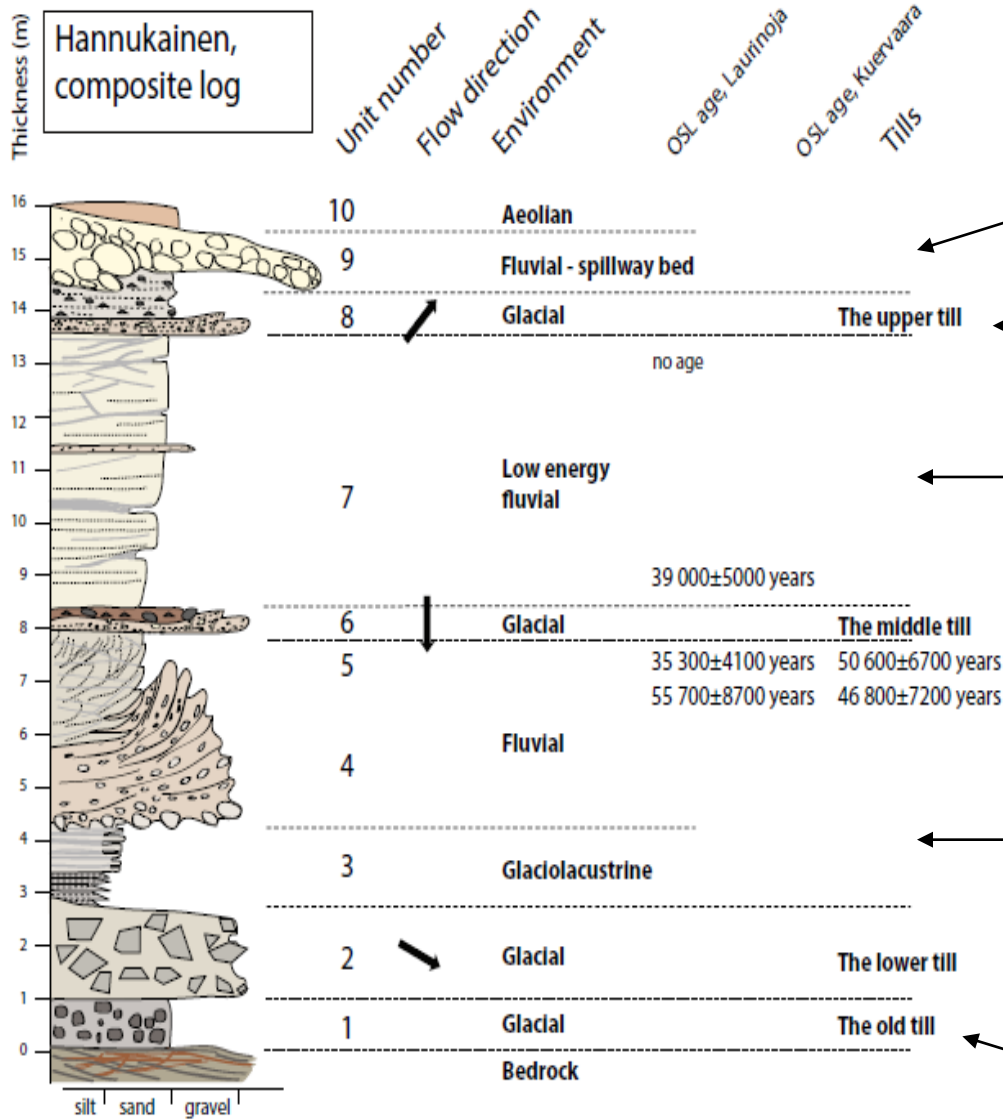 Thickness (m)
Hannukainen,
composite log
Unit number
Flow direction
Environment
OSL age, Laurinoja
OSL age, Kuervaara
Tills
16
10
Aeolian
15
9
Fluvial - spillway bed
14
8
Glacial
The upper till
13
no age
12
11
Low energy
7
fluvial
10
9
39 000±5000 years
8
6
Glacial
The middle till
5
35 300±4100 years
50 600±6700 years
7
55 700±8700 years
46 800±7200 years
6
Fluvial
4
5
4
3
Glaciolacustrine
3
2
2
Glacial
The lower till
1
1
Glacial
The old till
0
Bedrock
silt
sand
gravel